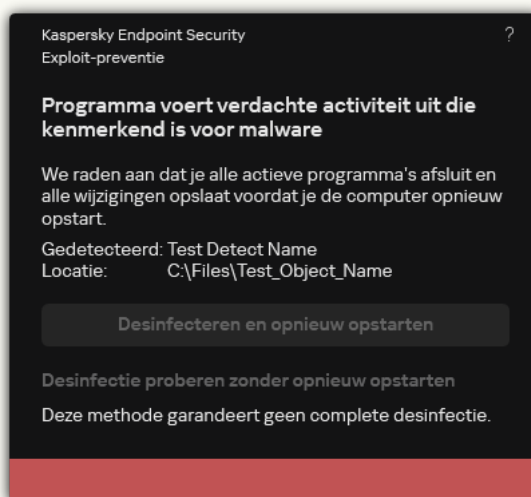 Kaspersky Endpoint Security
?
Exploit-preventie
Programma voert verdachte activiteit uit die
kenmerkend is voor malware
We raden aan dat je alle actieve programma's afsluit en
alle wijzigingen opslaat voordat je de computer opnieuw
opstart.
Gedetecteerd: Test Detect Name
Locatie: C:\Files\Test_Object_Name
Desinfecteren en opnieuw opstarten
Desinfectie proberen zonder opnieuw opstarten
Deze methode garandeert geen complete desinfectie.